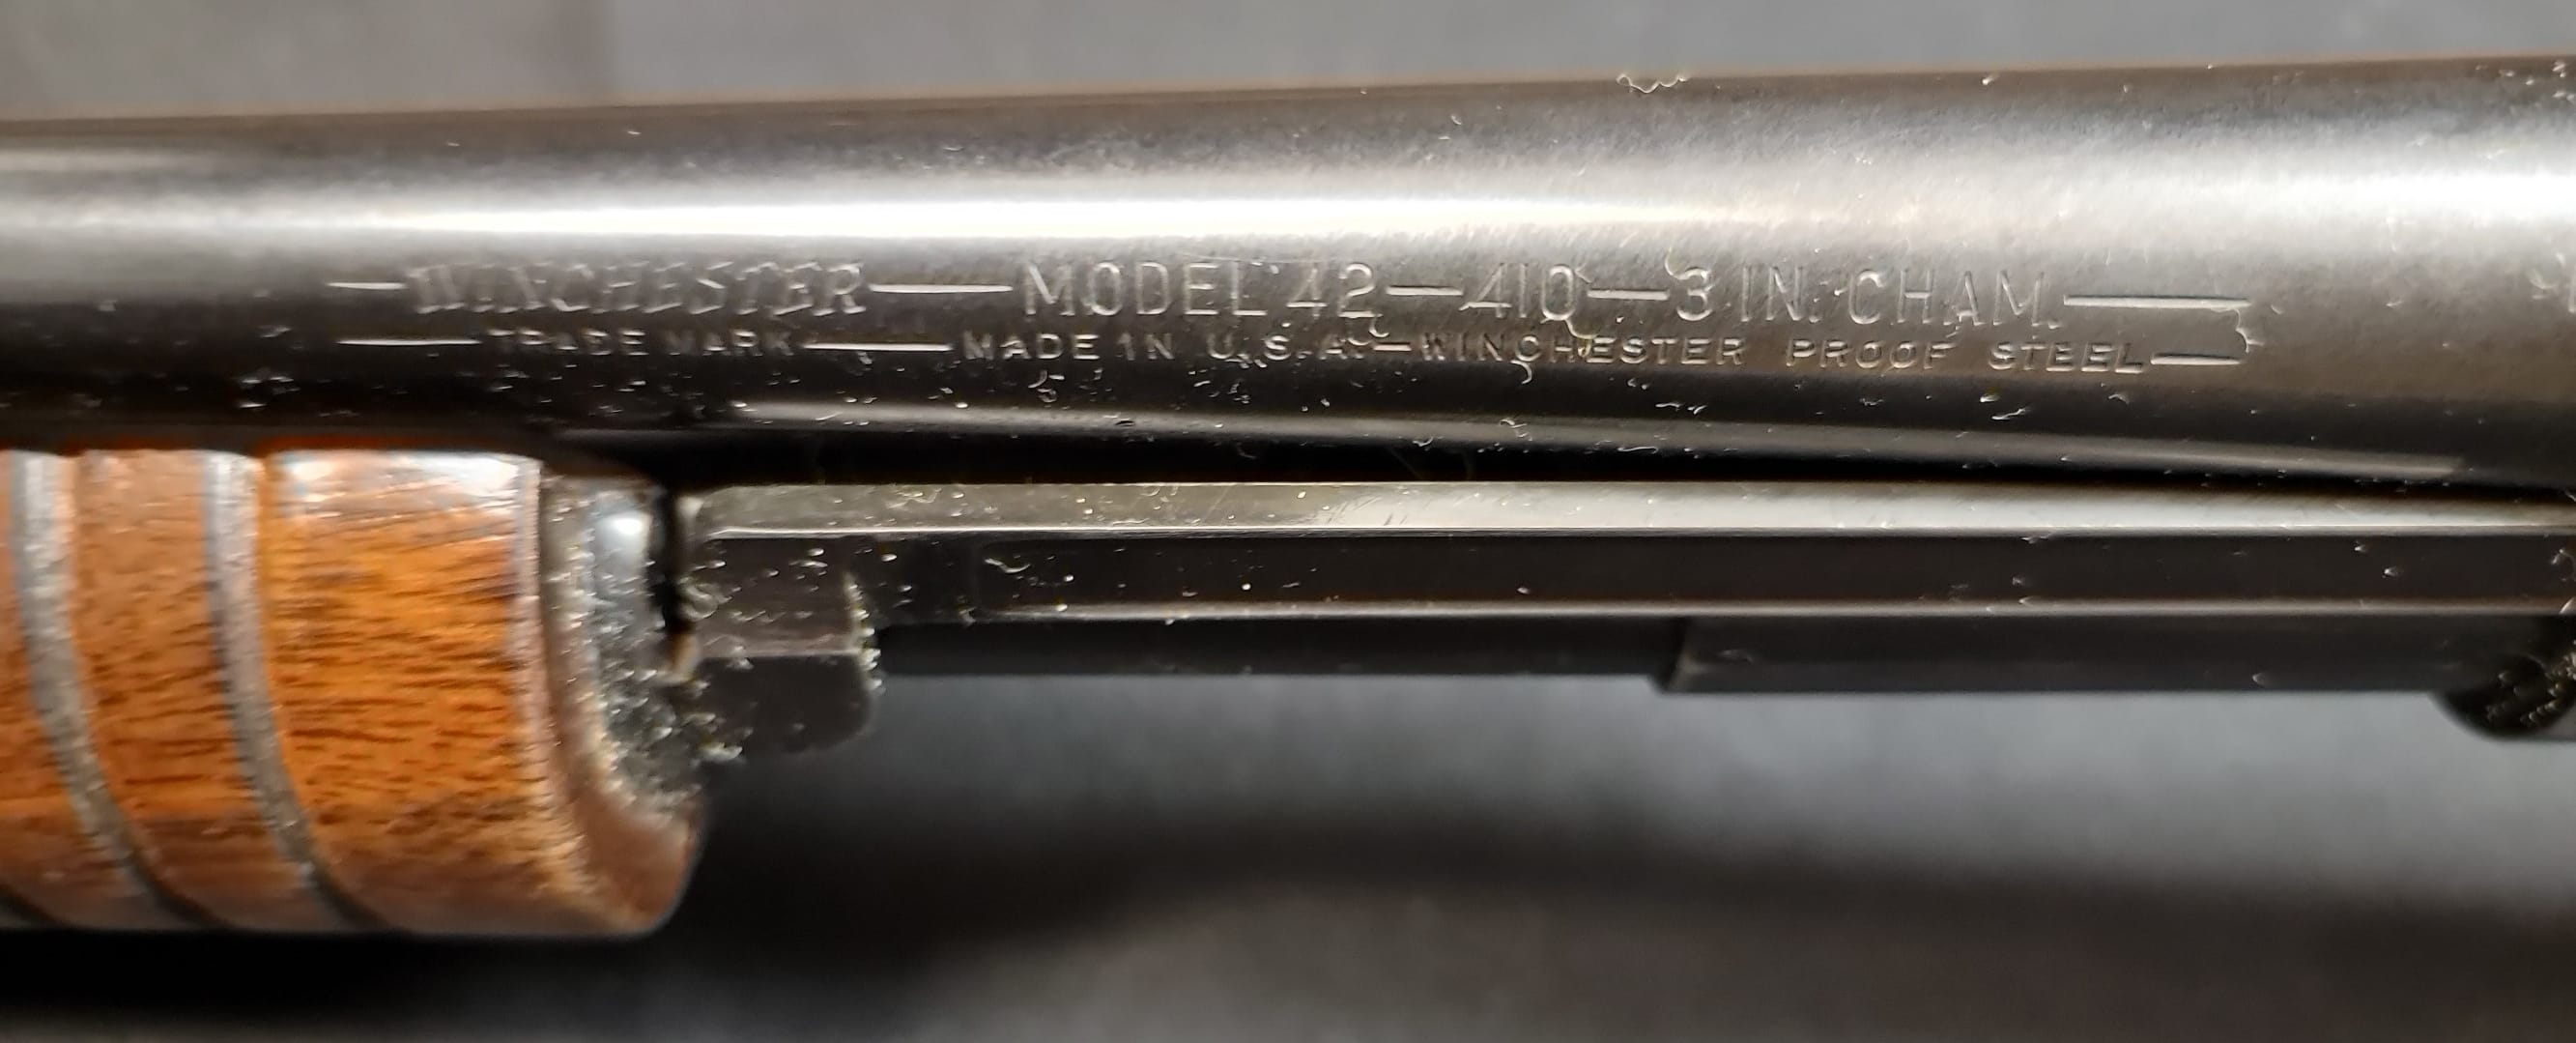 —WINCHESTER—MODEL 42—410—3 IN. CHAM.—
—TRADE MARK—MADE IN U.S.A.—WINCHESTER PROOF STEEL—